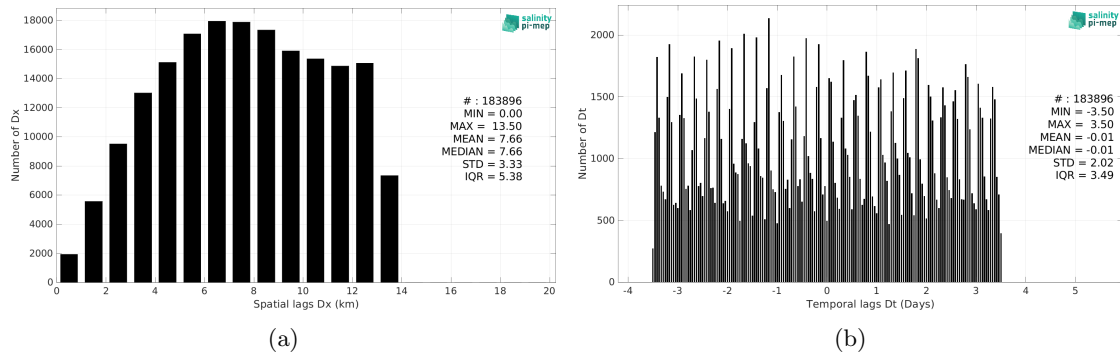 salinity
pi-mep
18000
16000
14000
12000
10000
8000
6000
4000
2000
0
Number of Dx
# : 183896
MIN = 0.00
MAX = 13.50
MEAN = 7.66
MEDIAN = 7.66
STD = 3.33
IQR = 5.38
0 2 4 6 8 10 12 14 16 18 20
Spatial lags Dx (km)
(a)
salinity
pi-mep
2000
1500
1000
500
0
Number of Dt
# : 183896
MIN = -3.50
MAX = 3.50
MEAN = -0.01
MEDIAN = -0.01
STD = 2.02
IQR = 3.49
-4 -3 -2 -1 0 1 2 3 4 5
Temporal lags Dt (Days)
(b)